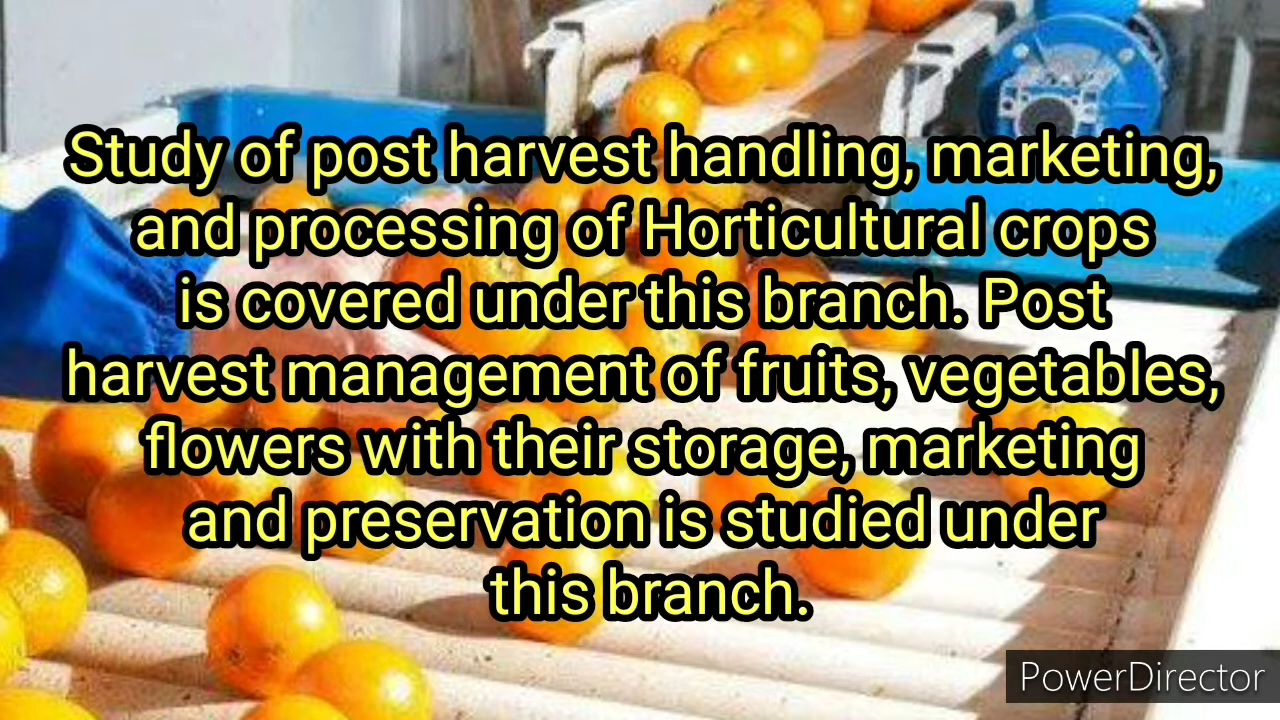 Study of post harvest handling, marketing,
and processing of Horticultural crops
is covered under this branch. Post
harvest management of fruits, vegetables,
flowers with their storage, marketing
and preservation is studied under
this branch.
PowerDirector